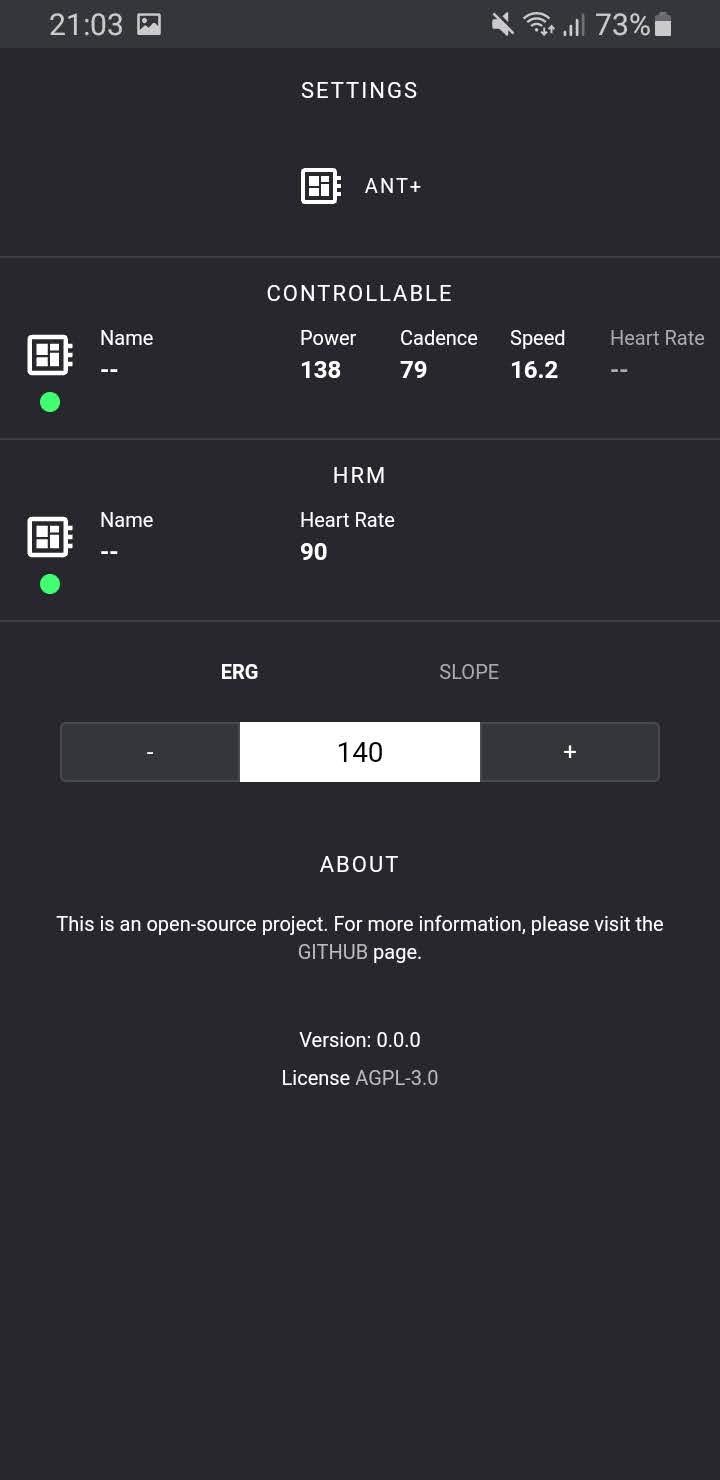 21:03 73%
SETTINGS
ANT+
CONTROLLABLE
Name Power Cadence Speed Heart Rate
-- 138 79 16.2 --
HRM
Name Heart Rate
-- 90
ERG SLOPE
- 140 +
ABOUT
This is an open-source project. For more information, please visit the
GITHUB page.
Version: 0.0.0
License AGPL-3.0